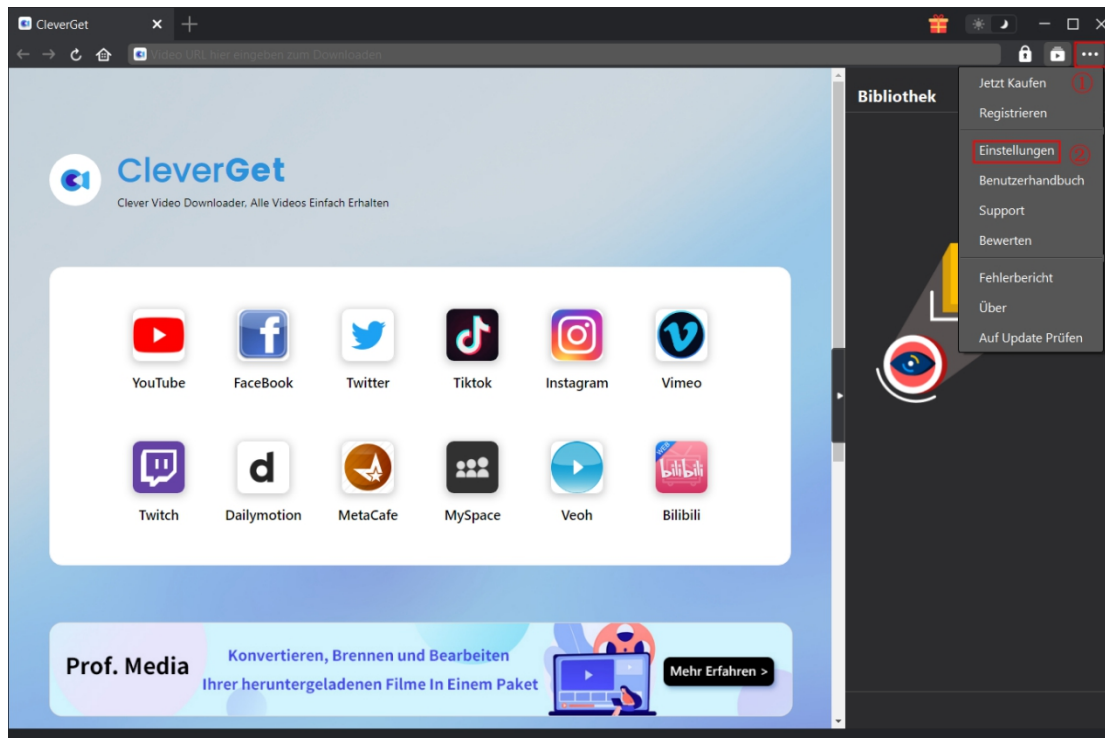 CleverGet
Video URL hier eingeben zum Downloaden
Jetzt Kaufen ①
Registrieren
Einstellungen ②
Benutzerhandbuch
Support
Bewerten
Fehlerbericht
Über
Auf Update Prüfen
Bibliothek
CleverGet
Clever Video Downloader, Alle Videos Einfach Erhalten
YouTube FaceBook Twitter Tiktok Instagram Vimeo
WEB
bilibili
Twitch Dailymotion MetaCafe MySpace Veoh Bilibili
Prof. Media
Konvertieren, Brennen und Bearbeiten
Ihrer heruntergeladenen Filme In Einem Paket
Mehr Erfahren >